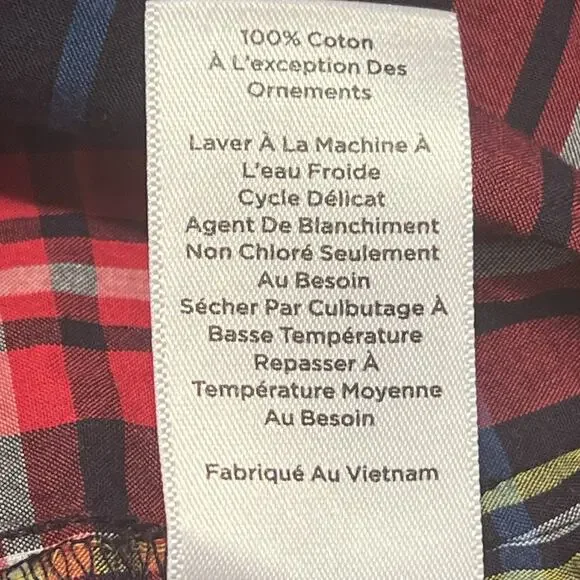 100% Coton
À L'exception Des
Ornements
Laver À La Machine À
L'eau Froide
Cycle Délicat
Agent De Blanchiment
Non Chloré Seulement
Au Besoin
Sécher Par Culbutage À
Basse Température
Repasser À
Température Moyenne
Au Besoin
Fabriqué Au Vietnam